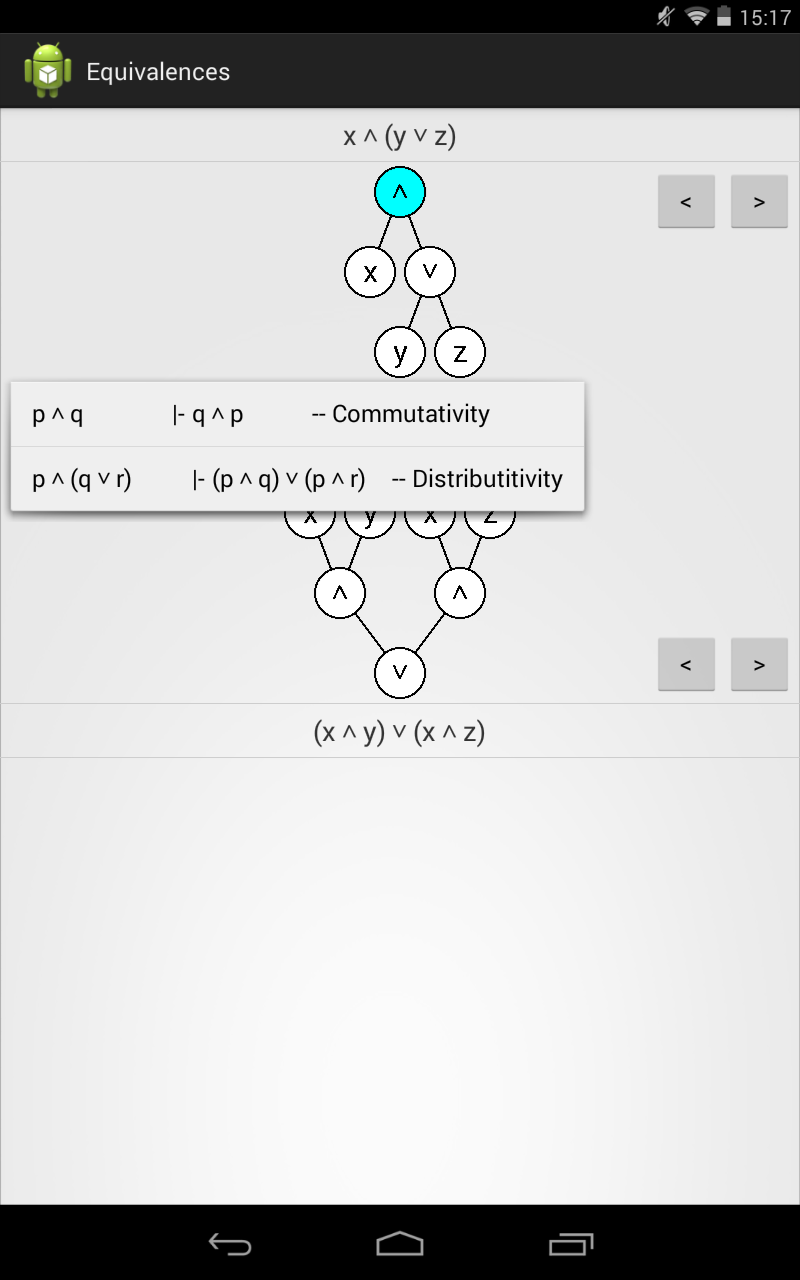 15:17
Equivalences
x ∧ (y ∨ z)
∧
< >
x ∨
y z
p ∧ q |- q ∧ p -- Commutativity
p ∧ (q ∨ r) |- (p ∧ q) ∨ (p ∧ r) -- Distributitivity
x y x z
∧ ∧
∨
< >
(x ∧ y) ∨ (x ∧ z)